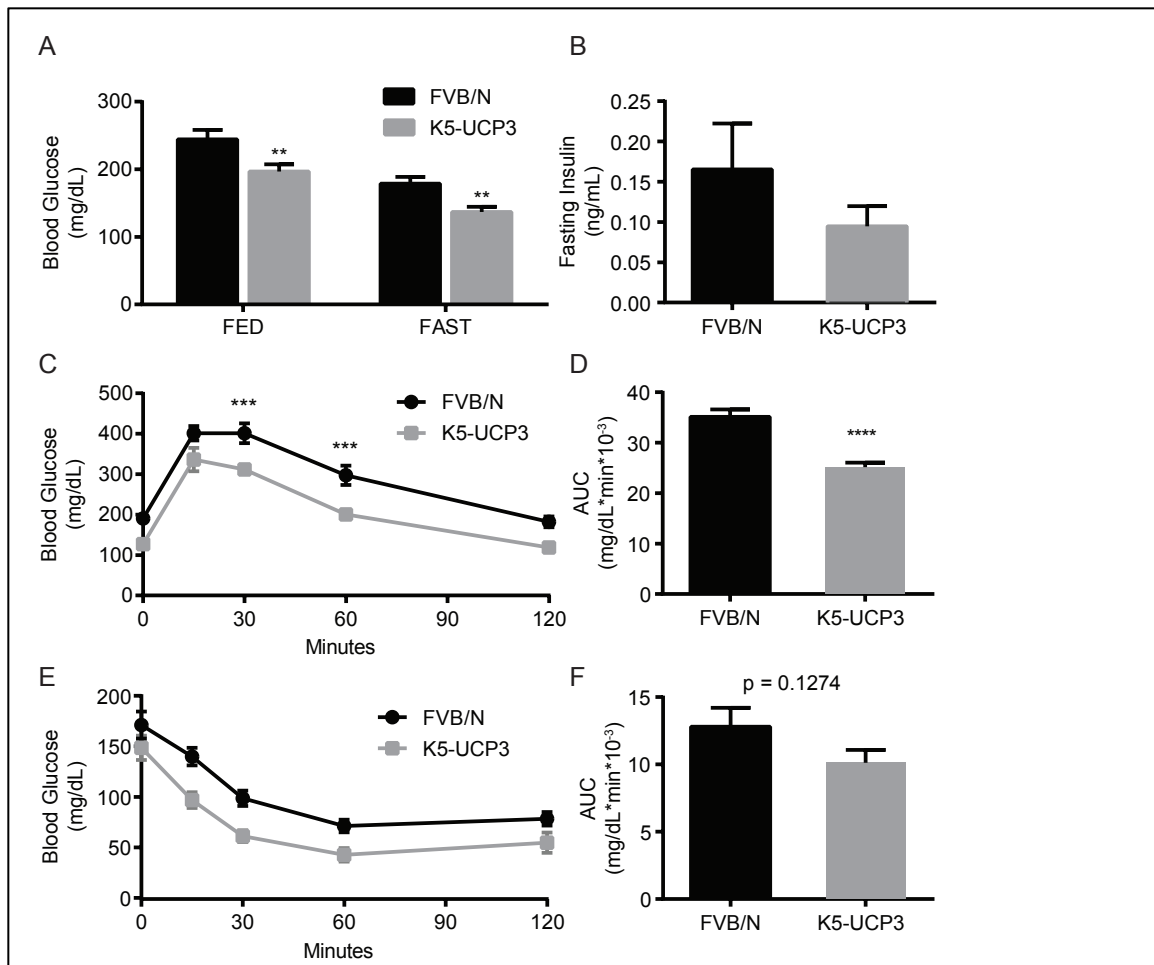 A
Blood Glucose
(mg/dL)
300
200
100
0
FVB/N
K5-UCP3
**
**
FED
FAST
B
Fasting Insulin
(ng/mL)
0.25
0.20
0.15
0.10
0.05
0.00
FVB/N
K5-UCP3
C
Blood Glucose
(mg/dL)
500
400
300
200
100
0
***
***
FVB/N
K5-UCP3
0
30
60
90
120
Minutes
D
AUC
(mg/dL*min*10-3)
40
30
20
10
0
****
FVB/N
K5-UCP3
E
Blood Glucose
(mg/dL)
200
150
100
50
0
FVB/N
K5-UCP3
0
30
60
90
120
Minutes
F
p = 0.1274
AUC
(mg/dL*min*10-3)
15
10
5
0
FVB/N
K5-UCP3